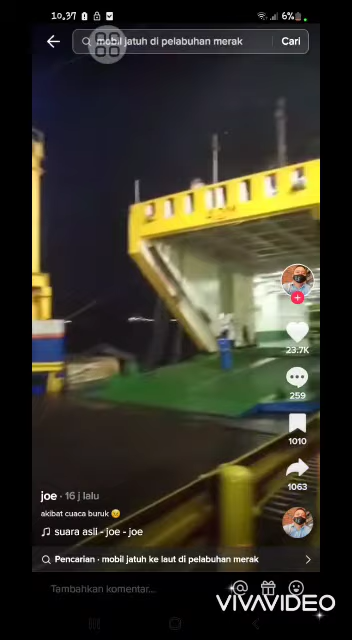 10.37
6%
mobil jatuh di pelabuhan merak
Cari
23.7K
259
1010
1063
joe · 16 j lalu
akibat cuaca buruk
suara asli - joe - joe
Pencarian · mobil jatuh ke laut di pelabuhan merak
Tambahkan komentar...
VIVAVIDEO